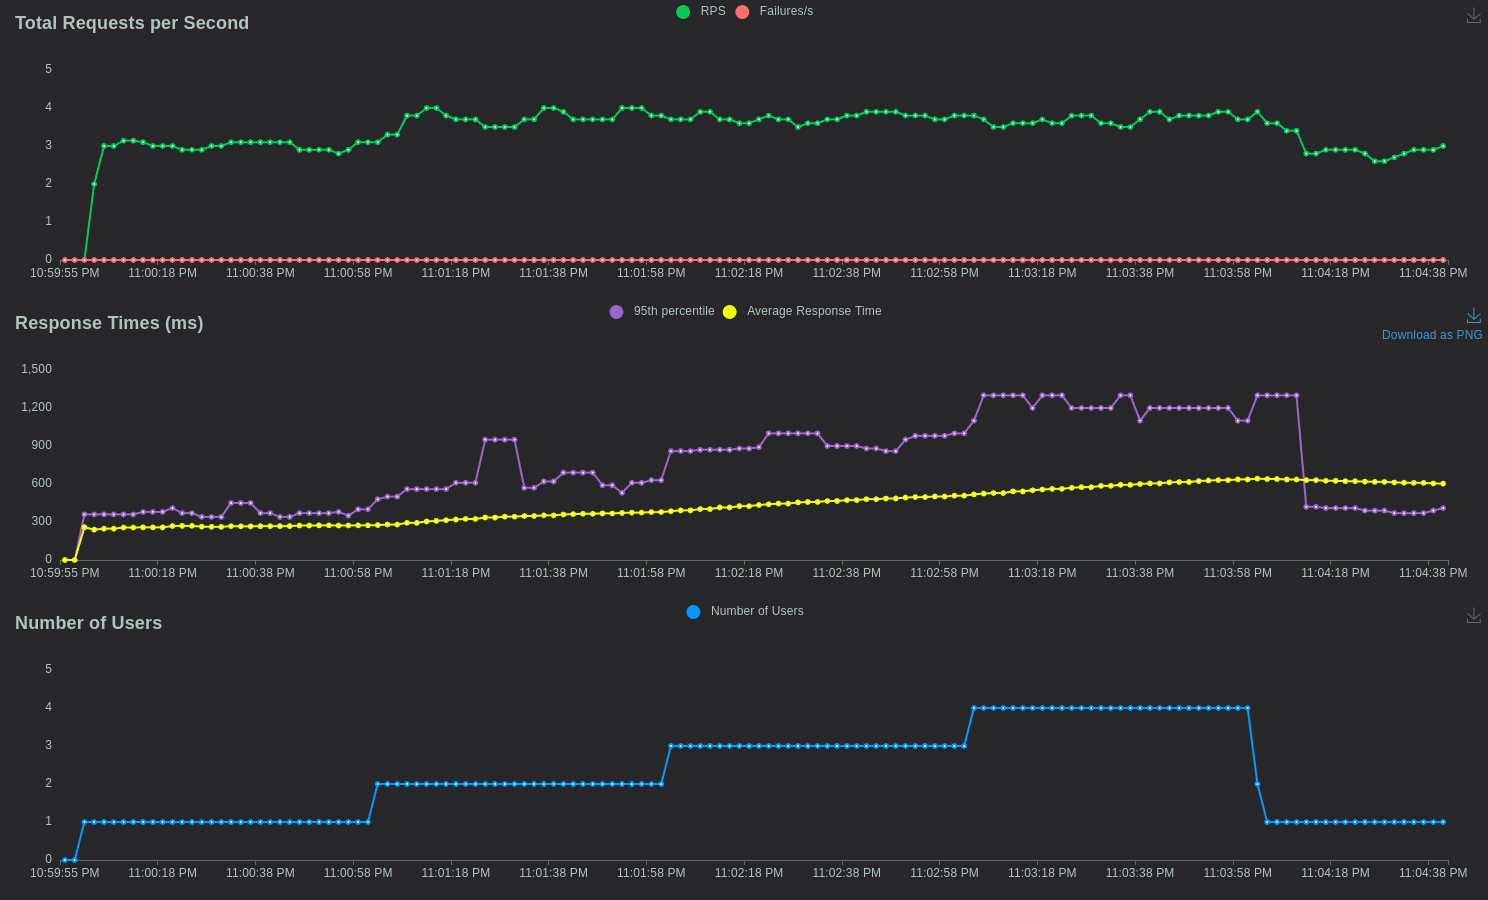 RPS Failures/s
Total Requests per Second
5
4
3
2
1
0
10:59:55 PM 11:00:18 PM 11:00:38 PM 11:00:58 PM 11:01:18 PM 11:01:38 PM 11:01:58 PM 11:02:18 PM 11:02:38 PM 11:02:58 PM 11:03:18 PM 11:03:38 PM 11:03:58 PM 11:04:18 PM 11:04:38 PM
95th percentile Average Response Time
Response Times (ms)
Download as PNG
1,500
1,200
900
600
300
0
10:59:55 PM 11:00:18 PM 11:00:38 PM 11:00:58 PM 11:01:18 PM 11:01:38 PM 11:01:58 PM 11:02:18 PM 11:02:38 PM 11:02:58 PM 11:03:18 PM 11:03:38 PM 11:03:58 PM 11:04:18 PM 11:04:38 PM
Number of Users
Number of Users
5
4
3
2
1
0
10:59:55 PM 11:00:18 PM 11:00:38 PM 11:00:58 PM 11:01:18 PM 11:01:38 PM 11:01:58 PM 11:02:18 PM 11:02:38 PM 11:02:58 PM 11:03:18 PM 11:03:38 PM 11:03:58 PM 11:04:18 PM 11:04:38 PM